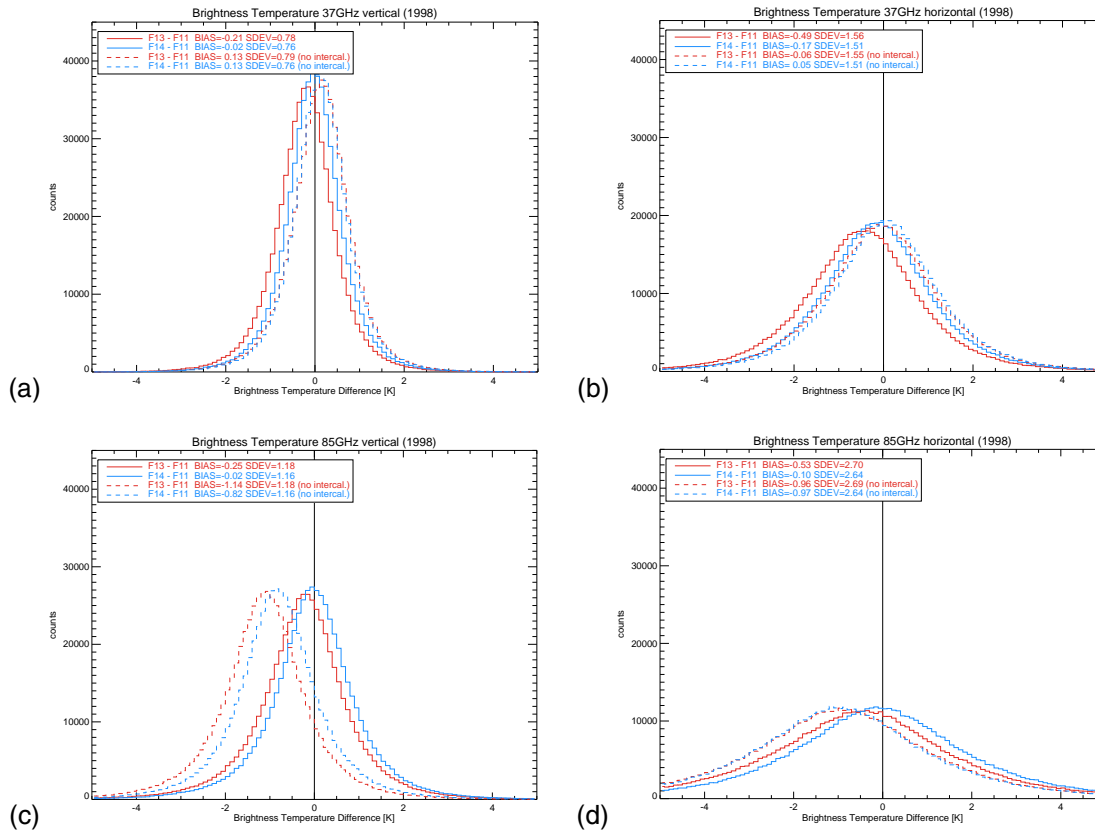 Brightness Temperature 37GHz vertical (1998)
F13 - F11 BIAS=-0.21 SDEV=0.78
F14 - F11 BIAS=-0.02 SDEV=0.76
F13 - F11 BIAS= 0.13 SDEV=0.79 (no intercal.)
F14 - F11 BIAS= 0.13 SDEV=0.76 (no intercal.)
40000
30000
20000
10000
0
counts
-4 -2 0 2 4
Brightness Temperature Difference [K]
(a)
Brightness Temperature 37GHz horizontal (1998)
F13 - F11 BIAS=-0.49 SDEV=1.56
F14 - F11 BIAS=-0.17 SDEV=1.51
F13 - F11 BIAS=-0.06 SDEV=1.55 (no intercal.)
F14 - F11 BIAS= 0.05 SDEV=1.51 (no intercal.)
40000
30000
20000
10000
0
counts
-4 -2 0 2 4
Brightness Temperature Difference [K]
(b)
Brightness Temperature 85GHz vertical (1998)
F13 - F11 BIAS=-0.25 SDEV=1.18
F14 - F11 BIAS=-0.02 SDEV=1.16
F13 - F11 BIAS=-1.14 SDEV=1.18 (no intercal.)
F14 - F11 BIAS=-0.82 SDEV=1.16 (no intercal.)
40000
30000
20000
10000
0
counts
-4 -2 0 2 4
Brightness Temperature Difference [K]
(c)
Brightness Temperature 85GHz horizontal (1998)
F13 - F11 BIAS=-0.53 SDEV=2.70
F14 - F11 BIAS=-0.10 SDEV=2.64
F13 - F11 BIAS=-0.96 SDEV=2.69 (no intercal.)
F14 - F11 BIAS=-0.97 SDEV=2.64 (no intercal.)
40000
30000
20000
10000
0
counts
-4 -2 0 2 4
Brightness Temperature Difference [K]
(d)